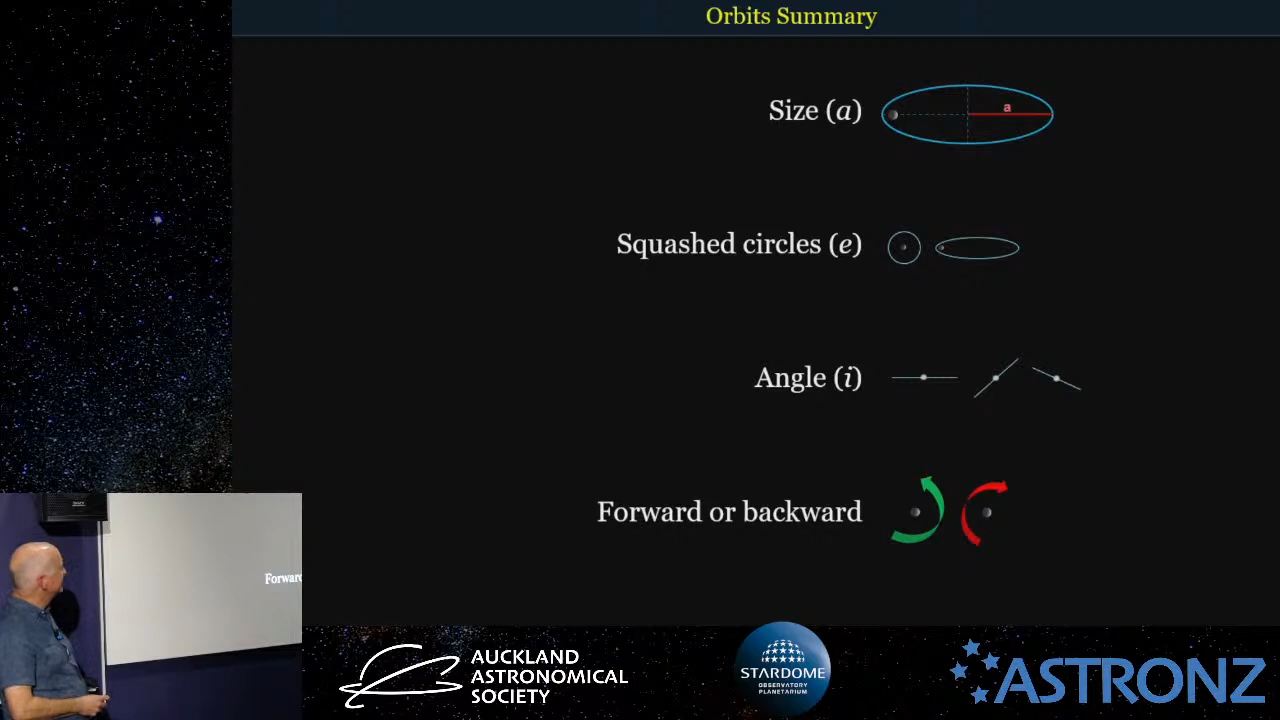 Orbits Summary
Size (a)
a
Squashed circles (e)
Angle (i)
Forward or backward
Forward
AUCKLAND
ASTRONOMICAL
SOCIETY
STARDOME
OBSERVATORY
PLANETARIUM
ASTRONZ